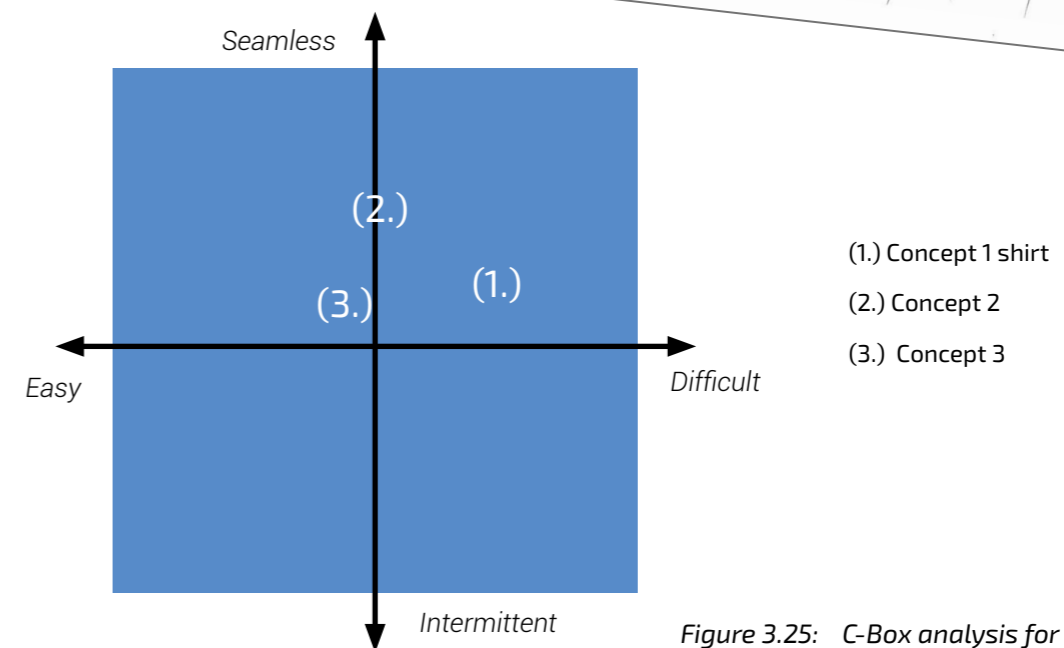 Seamless
(2.)
(1.)
(3.)
Easy
Difficult
Intermittent
(1.) Concept 1 shirt
(2.) Concept 2
(3.) Concept 3
Figure 3.25: C-Box analysis for